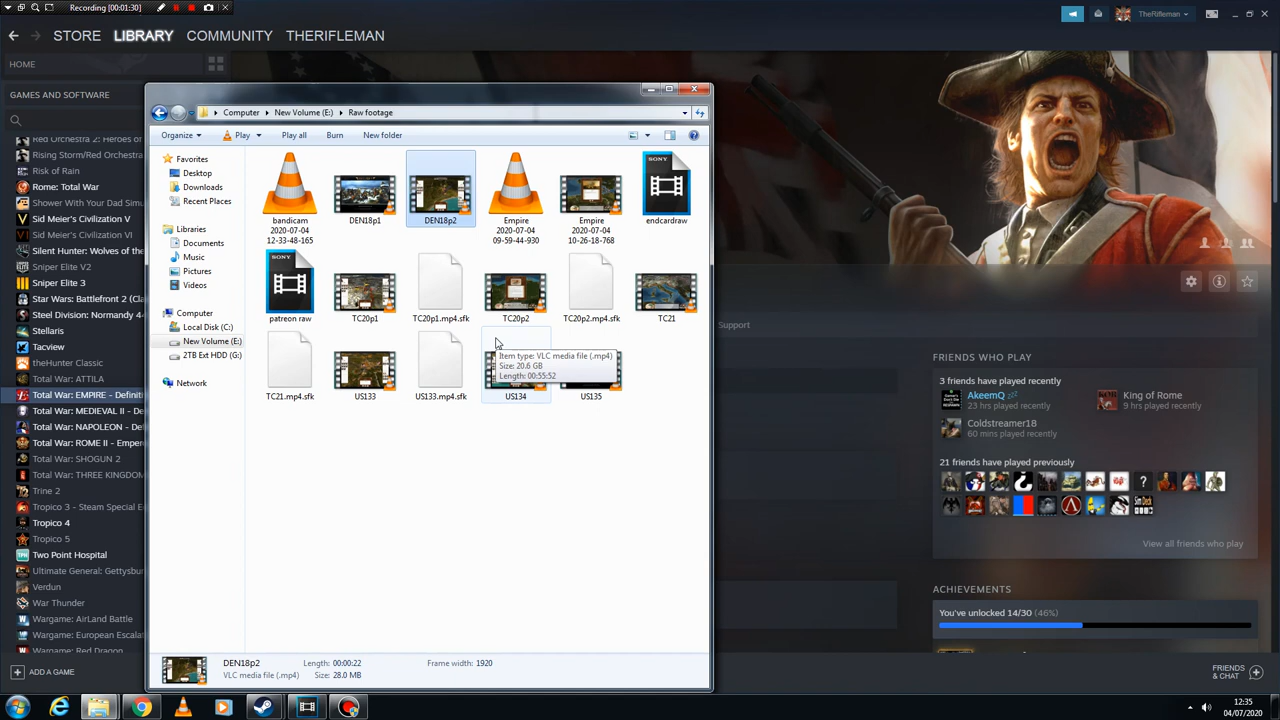 Recording [00:01:30]
TheRifleman
STORE LIBRARY COMMUNITY THERIFLEMAN
HOME
GAMES AND SOFTWARE
Red Orchestra 2: Heroes of
Rising Storm/Red Orchestra
Risk of Rain
Rome: Total War
Shower With Your Dad Simu
Sid Meier's Civilization V
Sid Meier's Civilization VI
Silent Hunter: Wolves of the
Sniper Elite V2
Sniper Elite 3
Star Wars: Battlefront 2 (Cla
Steel Division: Normandy 4
Stellaris
Tacview
theHunter Classic
Total War: ATTILA
Total War: EMPIRE - Definiti
Total War: MEDIEVAL II - D
Total War: NAPOLEON - Def
Total War: ROME II - Emper
Total War: SHOGUN 2
Total War: THREE KINGDOM
Trine 2
Tropico 3 - Steam Special E
Tropico 4
Tropico 5
Two Point Hospital
Ultimate General: Gettysbur
Verdun
War Thunder
Wargame: AirLand Battle
Wargame: European Escala
Wargame: Red Dragon
ADD A GAME
Computer New Volume (E:) Raw footage
Organize Play Play all Burn New folder
Favorites
Desktop
Downloads
Recent Places
Libraries
Documents
Music
Pictures
Videos
Computer
Local Disk (C:)
New Volume (E:)
2TB Ext HDD (G:)
Network
SONY
bandicam
2020-07-04
12-33-48-165
DEN18p1
DEN18p2
Empire
2020-07-04
09-59-44-930
Empire
2020-07-04
10-26-18-768
endcardraw
SONY
patreon raw
TC20p1
TC20p1.mp4.sfk
TC20p2
TC20p2.mp4.sfk
TC21
TC21.mp4.sfk
US133
US133.mp4.sfk
US134
US135
Item type: VLC media file (.mp4)
Size: 20.6 GB
Length: 00:55:52
DEN18p2 Length: 00:00:22 Frame width: 1920
VLC media file (.mp4) Size: 28.0 MB
Support
FRIENDS WHO PLAY
3 friends have played recently
AkeemQ zzz
23 hrs played recently
King of Rome
9 hrs played recently
Coldstreamer18
60 mins played recently
21 friends have played previously
View all friends who play
ACHIEVEMENTS
You've unlocked 14/30 (46%)
FRIENDS
& CHAT
12:35
04/07/2020